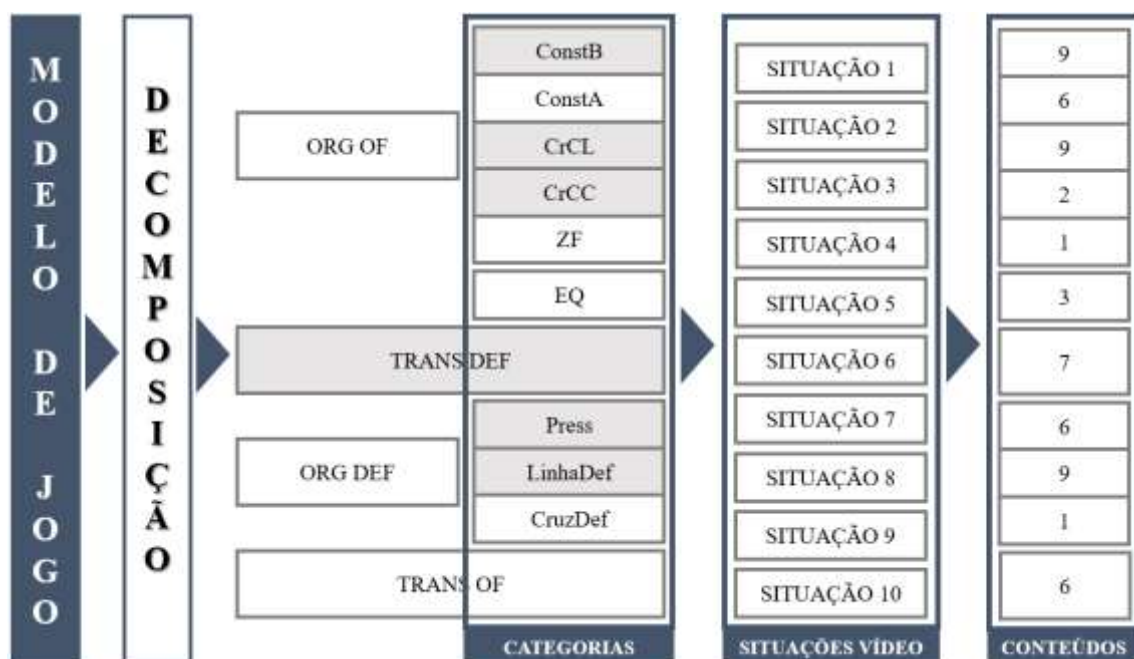 MODELO DE JOGO
DECOMPOSIÇÃO
ORG OF
TRANS DEF
ORG DEF
TRANS OF
ConstB
ConstA
CrCL
CrCC
ZF
EQ
Press
LinhaDef
CruzDef
CATEGORIAS
SITUAÇÃO 1
SITUAÇÃO 2
SITUAÇÃO 3
SITUAÇÃO 4
SITUAÇÃO 5
SITUAÇÃO 6
SITUAÇÃO 7
SITUAÇÃO 8
SITUAÇÃO 9
SITUAÇÃO 10
SITUAÇÕES VÍDEO
9
6
9
2
1
3
7
6
9
1
6
CONTEÚDOS